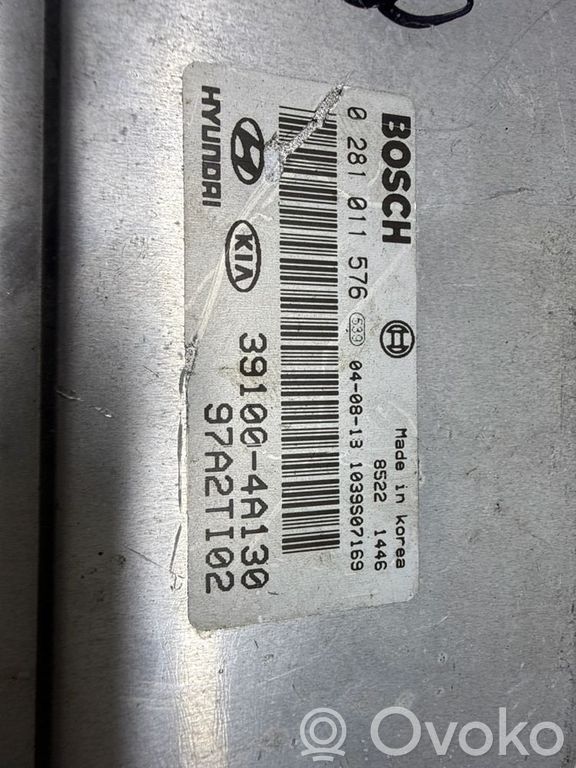 BOSCH
Made in Korea
8522 1446
0 281 011 576 539 04-08-13 1039S07169
HYUNDAI KIA 39100-4A130
97A2TI02
Ovoko